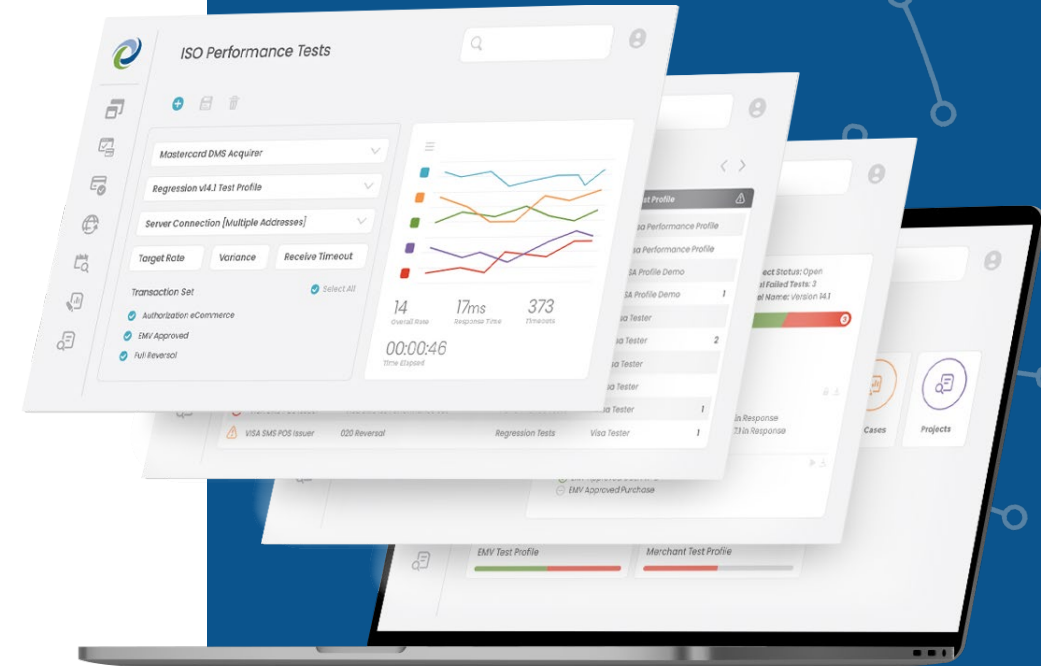 ISO Performance Tests
Mastercard DMS Acquirer
Regression v14.1 Test Profile
Server Connection [Multiple Addresses]
Target Rate Variance Receive Timeout
Transaction Set Select All
Authorization eCommerce
EMV Approved
Full Reversal
14 17ms 373
Overall Rate Response Time Timeouts
00:00:46
Time Elapsed
st Profile
sa Performance Profile
sa Performance Profile
SA Profile Demo
SA Profile Demo 1
sa Tester
sa Tester 2
sa Tester
sa Tester
sa Tester 1
VISA SMS POS Issuer 020 Reversal Regression Tests Visa Tester 1
ject Status: Open
l Failed Tests: 3
el Name: Version 14.1
3
in Response
in Response
EMV Approved Purchase
Cases Projects
EMV Test Profile Merchant Test Profile